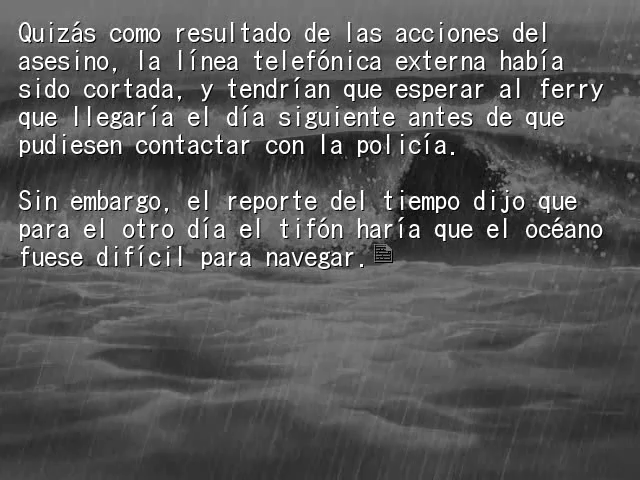 Quizás como resultado de las acciones del
asesino, la línea telefónica externa había
sido cortada, y tendrían que esperar al ferry
que llegaría el día siguiente antes de que
pudiesen contactar con la policía.
Sin embargo, el reporte del tiempo dijo que
para el otro día el tifón haría que el océano
fuese difícil para navegar.